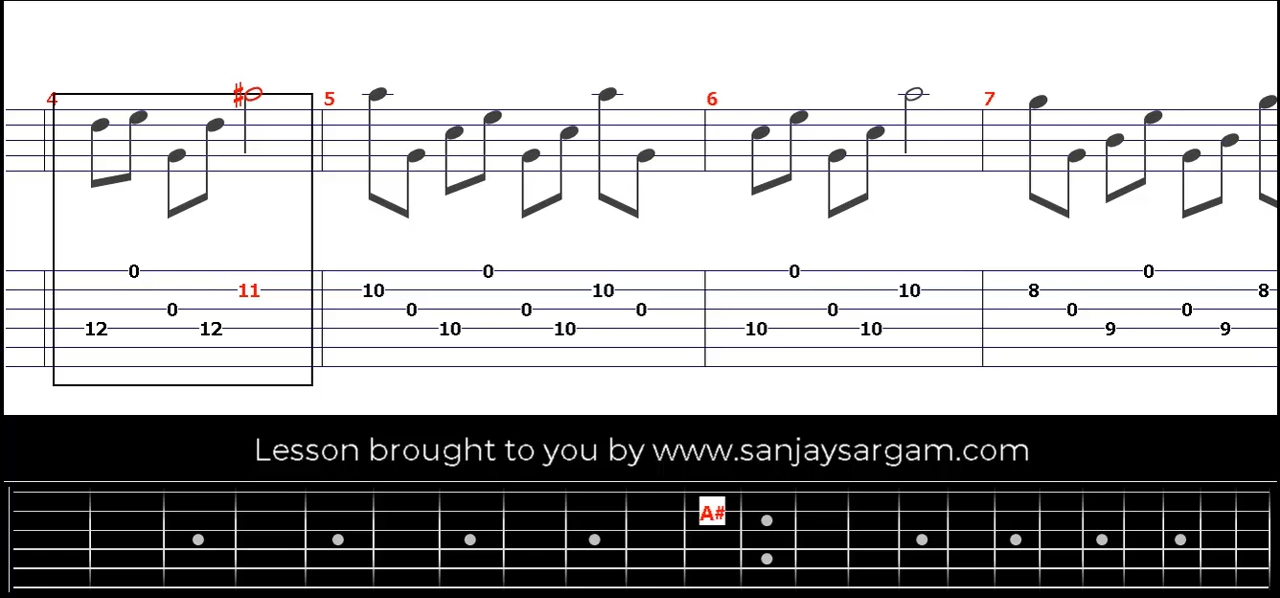 4 5 6 7
0 0 0 0
11 10 10 10 8 8
0 0 0 0 0 0 0
12 12 10 10 10 10 9 9
Lesson brought to you by www.sanjaysargam.com
A#